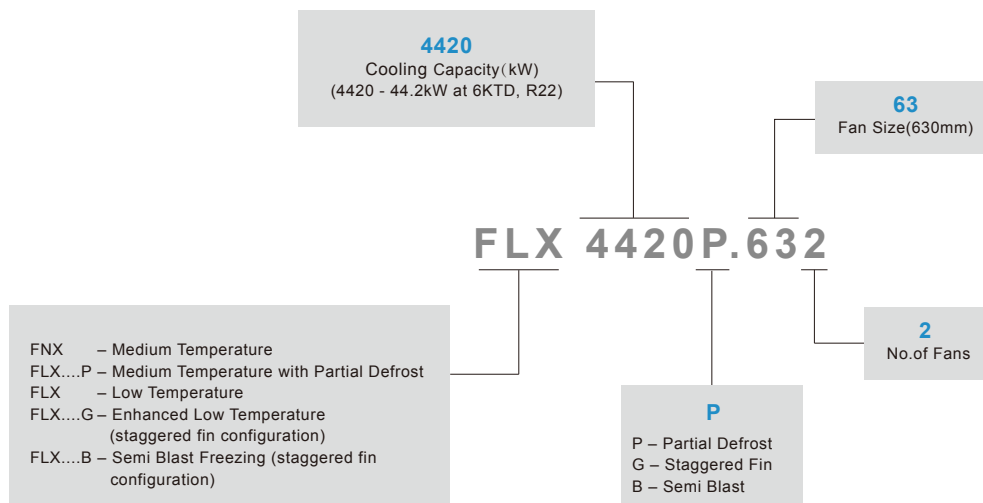 4420
Cooling Capacity(kW)
(4420 - 44.2kW at 6KTD, R22)
63
Fan Size(630mm)
FLX 4420P.632
FNX – Medium Temperature
FLX....P – Medium Temperature with Partial Defrost
FLX – Low Temperature
FLX....G – Enhanced Low Temperature
(staggered fin configuration)
FLX....B – Semi Blast Freezing (staggered fin
configuration)
2
No.of Fans
P
P – Partial Defrost
G – Staggered Fin
B – Semi Blast